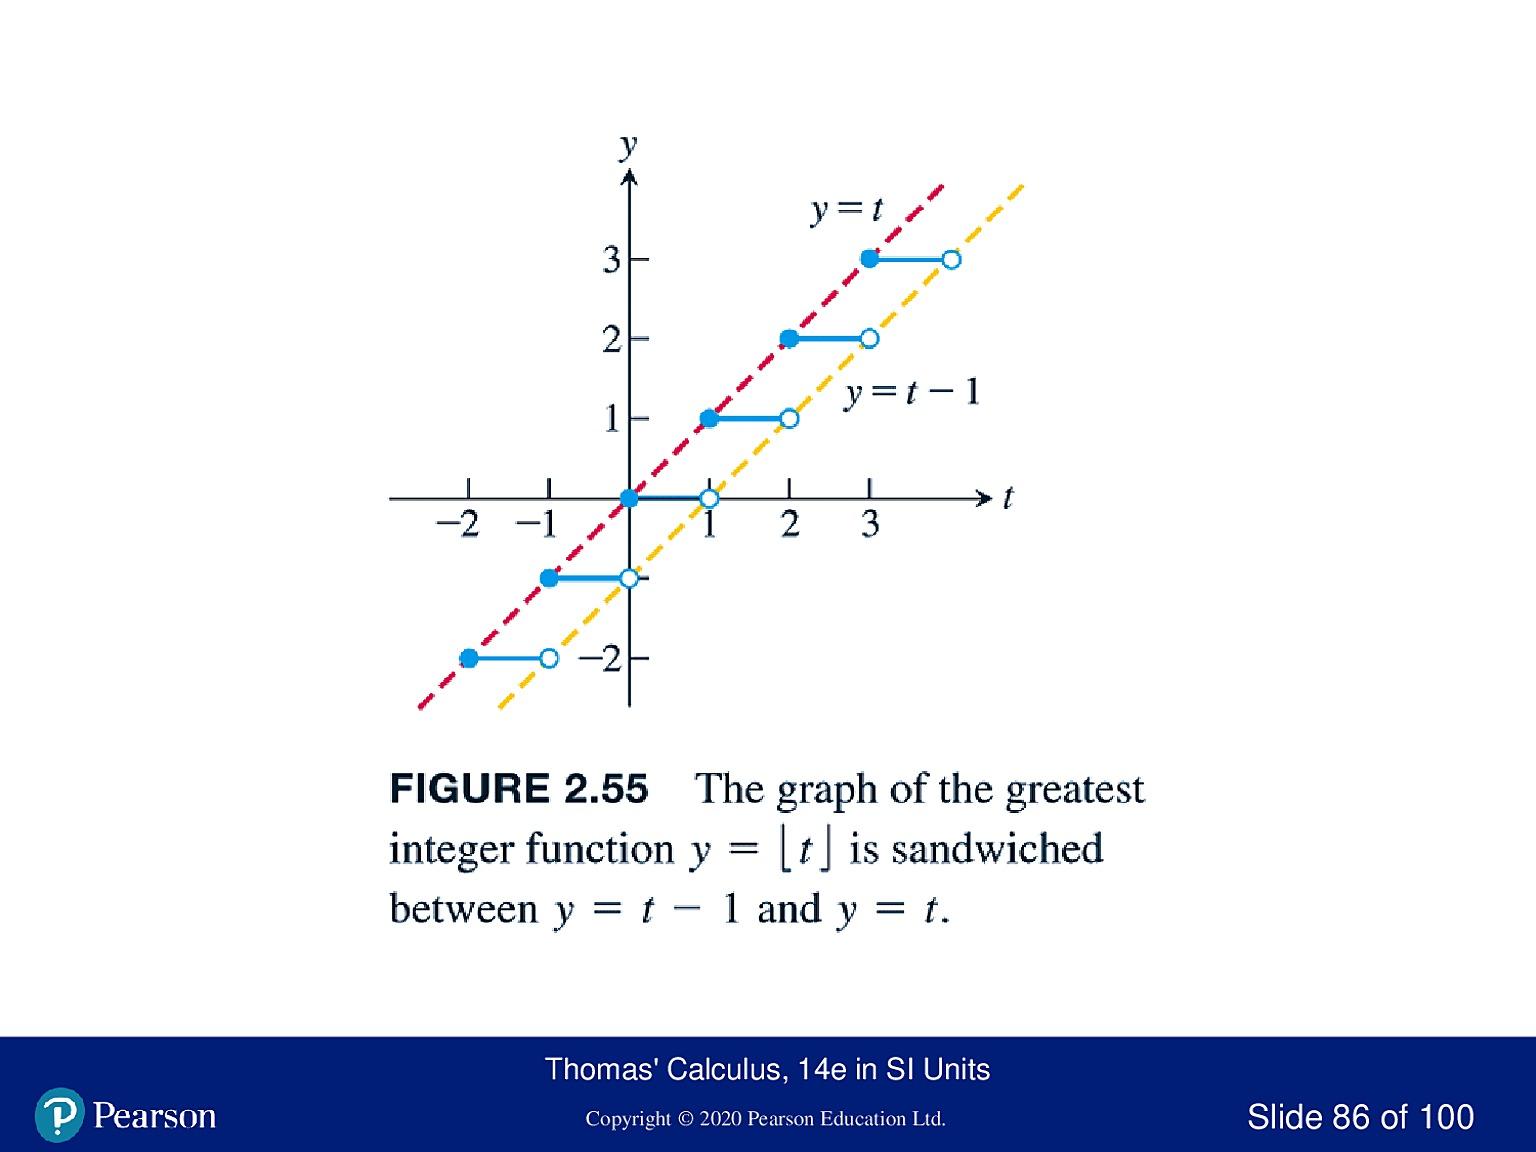 y
y = t
3
2
y = t − 1
1
t
−2 −1 1 2 3
−2
FIGURE 2.55 The graph of the greatest
integer function y = ⌊t⌋ is sandwiched
between y = t − 1 and y = t.
Thomas' Calculus, 14e in SI Units
Pearson
Copyright © 2020 Pearson Education Ltd.
Slide 86 of 100